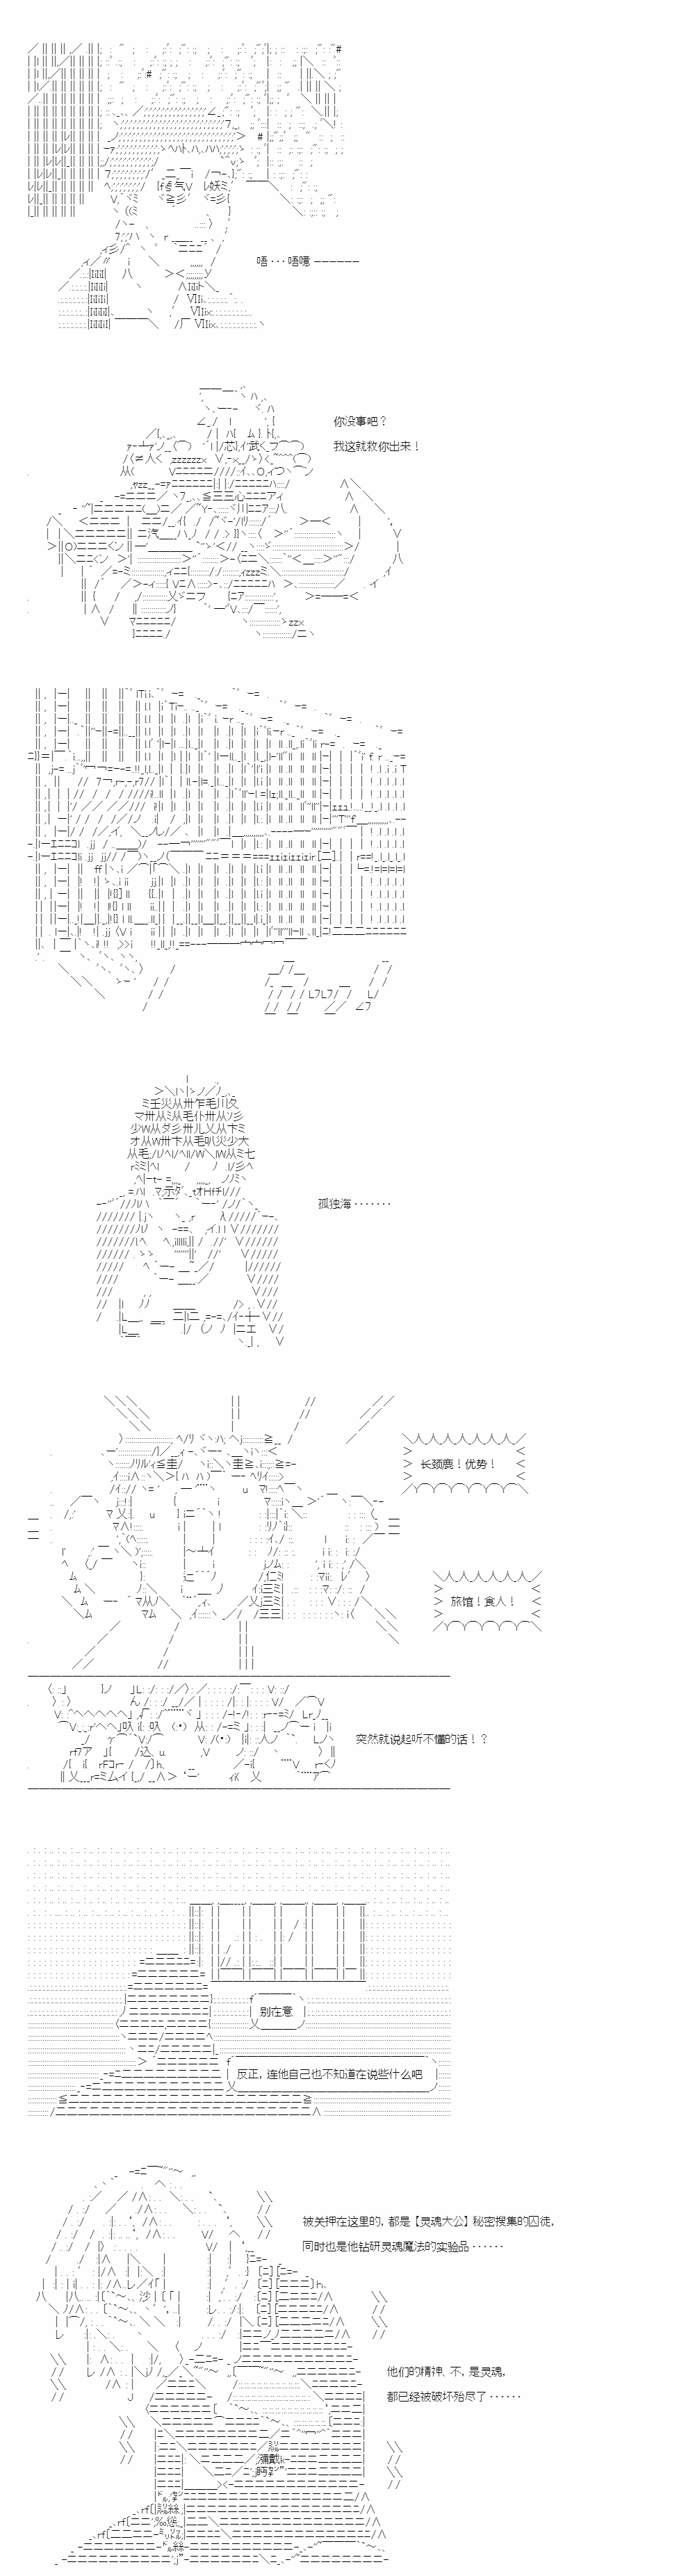 唔・・・唔噫 ──────
你没事吧？
我这就救你出来！
孤独海・・・・・・・
长颈鹿！优势！
旅馆！食人！
突然就说起听不懂的话！？
别在意
反正，连他自己也不知道在说些什么吧
被关押在这里的，都是【灵魂大公】秘密搜集的囚徒，
同时也是他钻研灵魂魔法的实验品・・・・・・
他们的精神、不，是灵魂，
都已经被破坏殆尽了・・・・・・